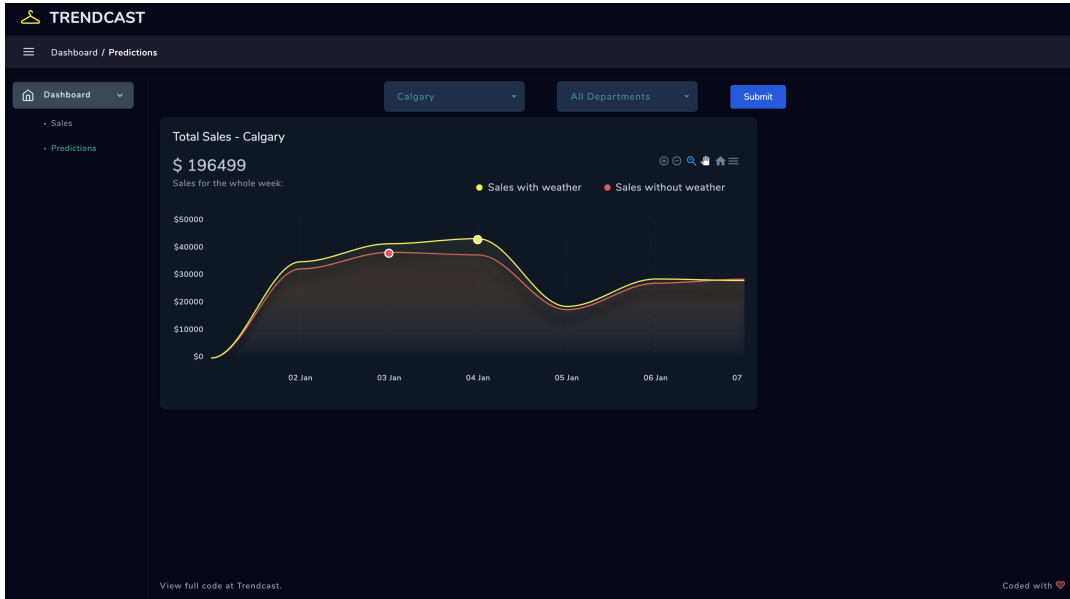 TRENDCAST
Dashboard / Predictions
Dashboard
Sales
Predictions
Calgary
All Departments
Submit
Total Sales - Calgary
$ 196499
Sales for the whole week:
Sales with weather
Sales without weather
$50000
$40000
$30000
$20000
$10000
$0
02 Jan 03 Jan 04 Jan 05 Jan 06 Jan 07
View full code at Trendcast.
Coded with